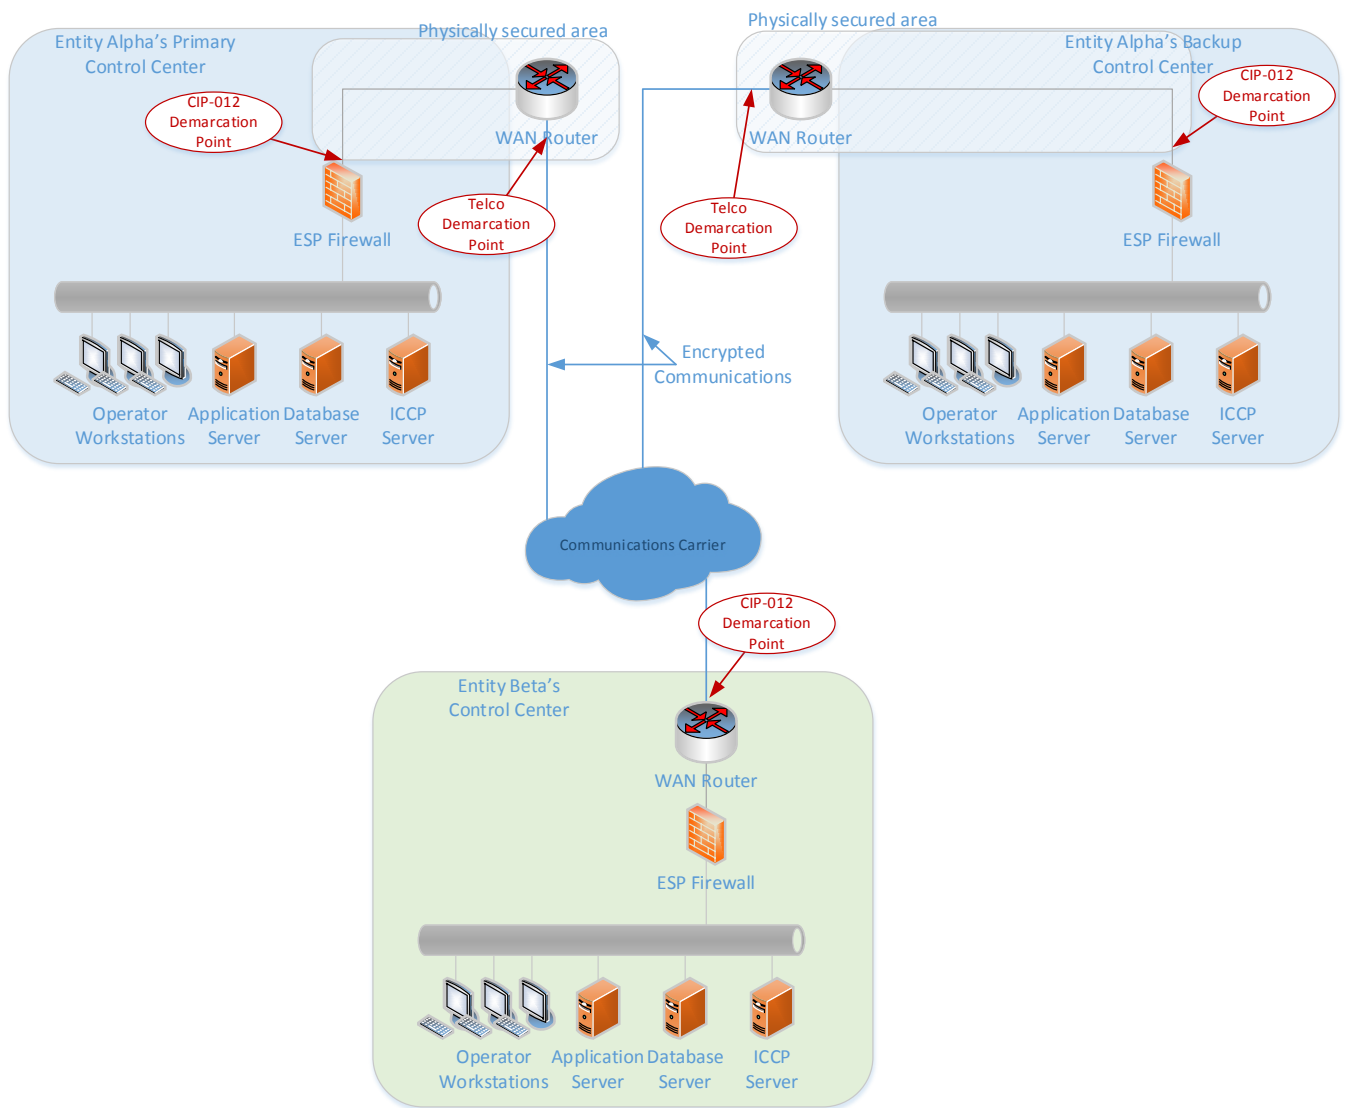 Physically secured area
Entity Alpha’s Primary
Control Center
CIP-012
Demarcation
Point
WAN Router
Telco
Demarcation
Point
ESP Firewall
Operator
Workstations
Application
Server
Database
Server
ICCP
Server
Physically secured area
Entity Alpha’s Backup
Control Center
CIP-012
Demarcation
Point
WAN Router
Telco
Demarcation
Point
ESP Firewall
Operator
Workstations
Application
Server
Database
Server
ICCP
Server
Encrypted
Communications
Communications Carrier
CIP-012
Demarcation
Point
Entity Beta’s
Control Center
WAN Router
ESP Firewall
Operator
Workstations
Application
Server
Database
Server
ICCP
Server